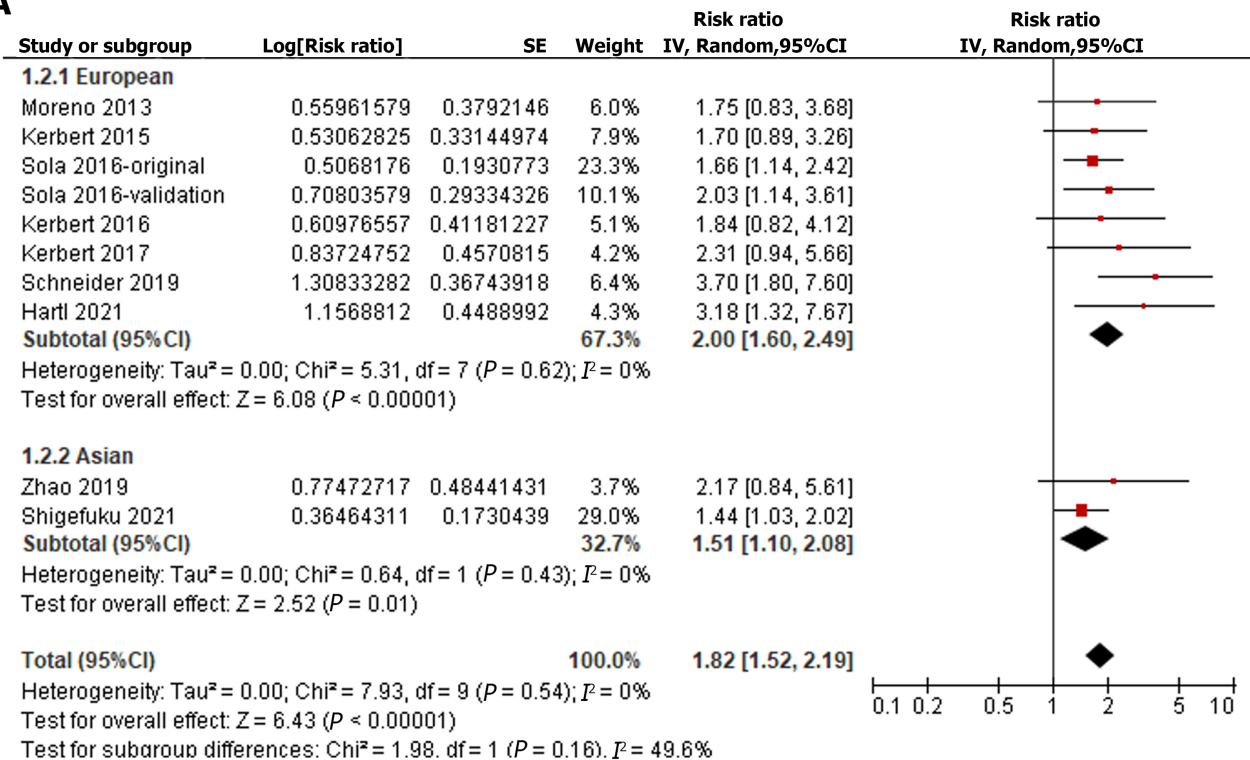 A
Risk ratio Risk ratio
Study or subgroup Log[Risk ratio] SE Weight IV, Random,95%CI IV, Random,95%CI
1.2.1 European
Moreno 2013 0.55961579 0.3792146 6.0% 1.75 [0.83, 3.68]
Kerbert 2015 0.53062825 0.33144974 7.9% 1.70 [0.89, 3.26]
Sola 2016-original 0.5068176 0.1930773 23.3% 1.66 [1.14, 2.42]
Sola 2016-validation 0.70803579 0.29334326 10.1% 2.03 [1.14, 3.61]
Kerbert 2016 0.60976557 0.41181227 5.1% 1.84 [0.82, 4.12]
Kerbert 2017 0.83724752 0.4570815 4.2% 2.31 [0.94, 5.66]
Schneider 2019 1.30833282 0.36743918 6.4% 3.70 [1.80, 7.60]
Hartl 2021 1.1568812 0.4488992 4.3% 3.18 [1.32, 7.67]
Subtotal (95%CI) 67.3% 2.00 [1.60, 2.49]
Heterogeneity: Tau² = 0.00; Chi² = 5.31, df = 7 (P = 0.62); I² = 0%
Test for overall effect: Z = 6.08 (P < 0.00001)
1.2.2 Asian
Zhao 2019 0.77472717 0.48441431 3.7% 2.17 [0.84, 5.61]
Shigefuku 2021 0.36464311 0.1730439 29.0% 1.44 [1.03, 2.02]
Subtotal (95%CI) 32.7% 1.51 [1.10, 2.08]
Heterogeneity: Tau² = 0.00; Chi² = 0.64, df = 1 (P = 0.43); I² = 0%
Test for overall effect: Z = 2.52 (P = 0.01)
Total (95%CI) 100.0% 1.82 [1.52, 2.19]
Heterogeneity: Tau² = 0.00; Chi² = 7.93, df = 9 (P = 0.54); I² = 0%
Test for overall effect: Z = 6.43 (P < 0.00001)
Test for subgroup differences: Chi² = 1.98, df = 1 (P = 0.16), I² = 49.6%
0.1 0.2 0.5 1 2 5 10